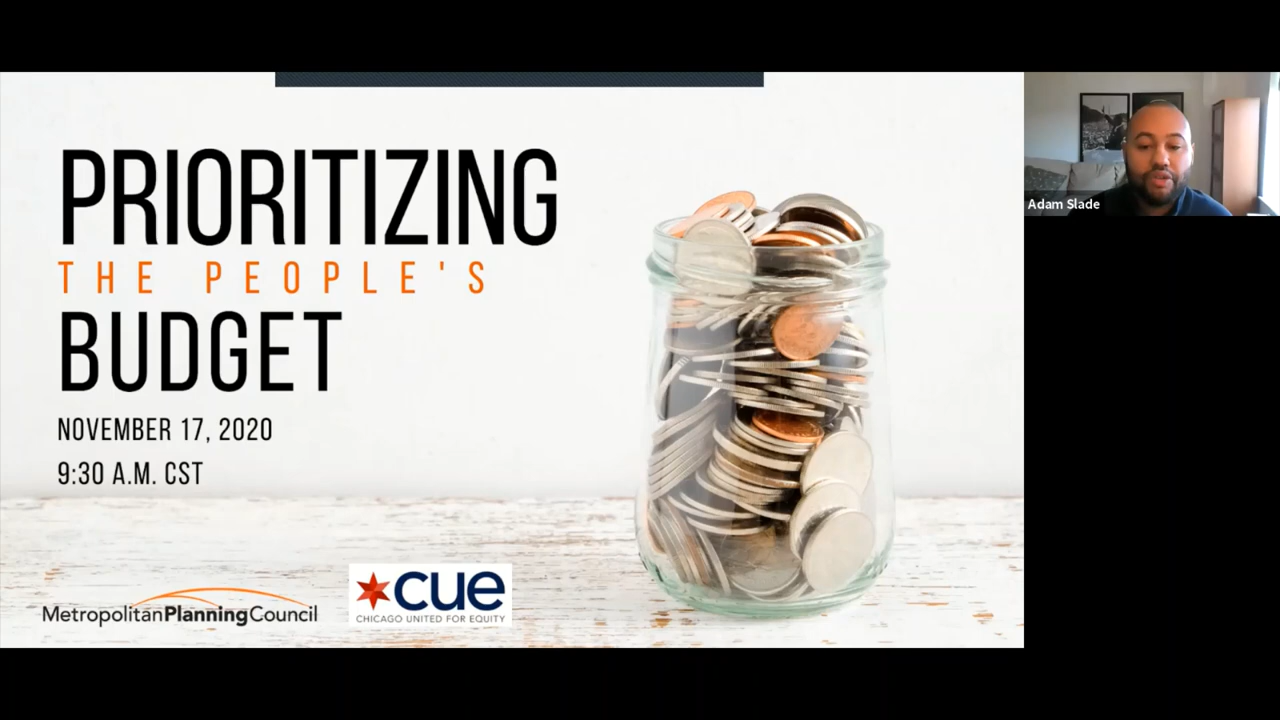 PRIORITIZING
THE PEOPLE'S
BUDGET
NOVEMBER 17, 2020
9:30 A.M. CST
MetropolitanPlanningCouncil
cue
CHICAGO UNITED FOR EQUITY
Adam Slade